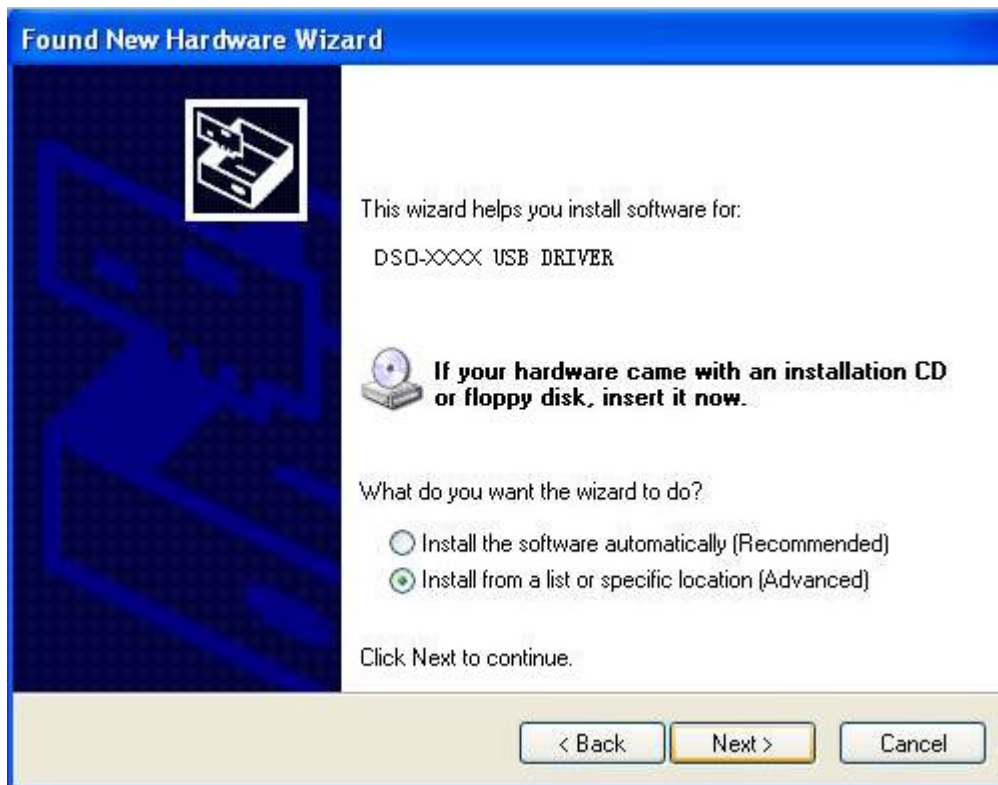 Found New Hardware Wizard
This wizard helps you install software for:
DSO-XXXX USB DRIVER
If your hardware came with an installation CD
or floppy disk, insert it now.
What do you want the wizard to do?
Install the software automatically (Recommended)
Install from a list or specific location (Advanced)
Click Next to continue.
< Back
Next >
Cancel